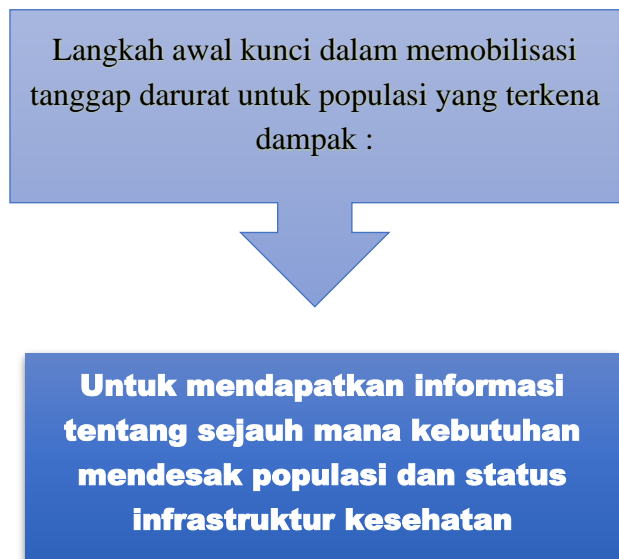 Langkah awal kunci dalam memobilisasi
tanggap darurat untuk populasi yang terkena
dampak :
Untuk mendapatkan informasi
tentang sejauh mana kebutuhan
mendesak populasi dan status
infrastruktur kesehatan